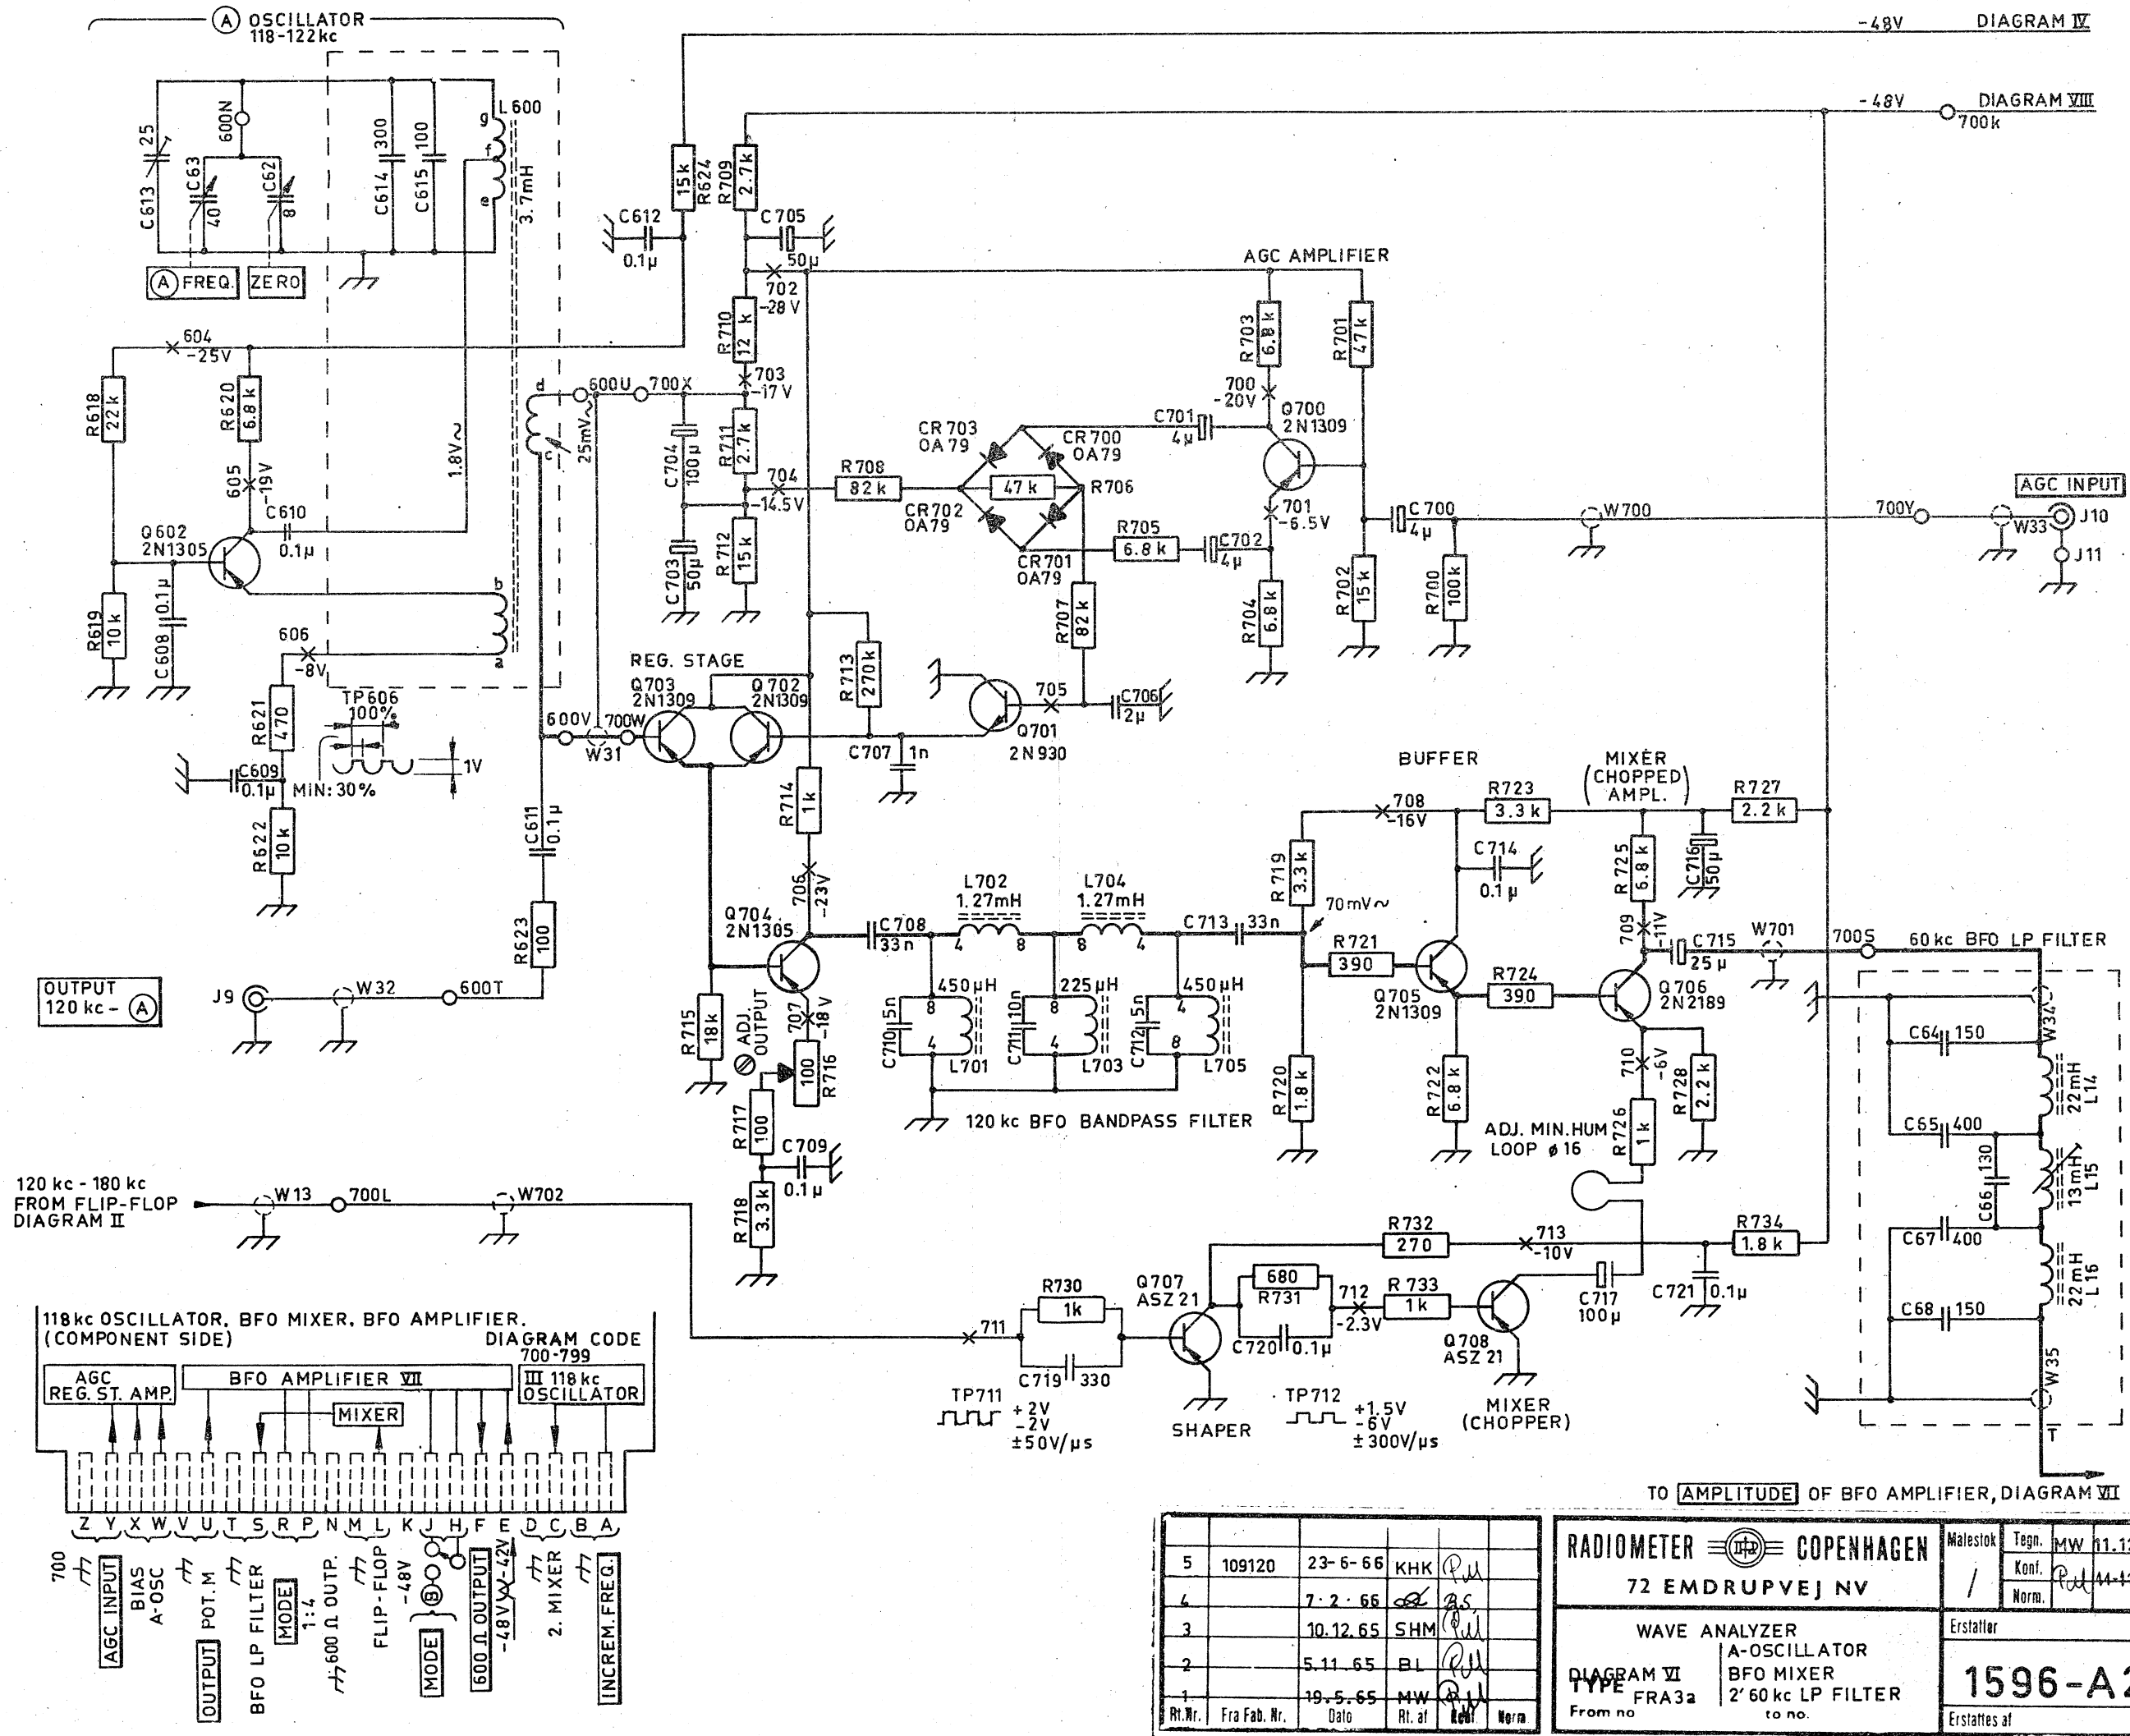 Ⓐ OSCILLATOR
118-122kc
-48V DIAGRAM IV
-48V DIAGRAM VIII
700k
25
C613
600N
C63
40
C62
8
C614 300
C615 100
g
f
e
L600
3.7mH
Ⓐ FREQ.
ZERO
R624
15k
R709
2.7k
C612
0.1µ
C705
50µ
702
-28V
R710
12k
703
-17V
AGC AMPLIFIER
R703
6.8k
R701
47k
604
-25V
R618
22k
R620
6.8k
605
-19V
C610
0.1µ
Q602
2N1305
R619
10k
C608 0.1µ
1.8V~
d
c
25mV~
600U
700X
C704
100µ
R711
2.7k
704
-14.5V
C703
50µ
R712
15k
R708
82k
CR703
OA79
CR700
OA79
47k
R706
CR702
OA79
CR701
OA79
C701
4µ
700
-20V
Q700
2N1309
701
-6.5V
R705
6.8k
C702
4µ
R707
82k
R704
6.8k
R702
15k
C700
4µ
R700
100k
W700
700Y
AGC INPUT
W33
J10
J11
b
a
606
-8V
R621
470
TP606
100%
MIN: 30%
1V
C609
0.1µ
R622
10k
REG. STAGE
Q703
2N1309
Q702
2N1309
600V
700W
W31
R713
270k
C707
1n
705
C706
2µ
Q701
2N930
C611
0.1µ
R623
100
OUTPUT
120 kc - Ⓐ
J9
W32
600T
R714
1k
706
-23V
Q704
2N1305
C708
33n
L702
1.27mH
4
8
L704
1.27mH
8
4
C713 33n
450µH
8
4
C710 5n
L701
225µH
8
4
C711 10n
L703
450µH
4
8
C712 5n
L705
120 kc BFO BANDPASS FILTER
R715
18k
ADJ.
OUTPUT
707
-18V
100
R716
R717
100
C709
0.1µ
R718
3.3k
BUFFER
708
-16V
R723
3.3k
MIXER
(CHOPPED)
AMPL.
R727
2.2k
R719
3.3k
C714
0.1µ
R725
6.8k
C716
50µ
70mV~
R721
390
Q705
2N1309
R724
390
709
-11V
C715
25µ
W701
700S
Q706
2N2189
R720
1.8k
R722
6.8k
710
-6V
R728
2.2k
R726
1k
ADJ. MIN. HUM
LOOP ø 16
60 kc BFO LP FILTER
W34
C64 150
22mH
L14
C65 400
C66 130
13mH
L15
C67 400
22mH
L16
C68 150
W35
T
120 kc - 180 kc
FROM FLIP-FLOP
DIAGRAM II
W13
700L
W702
R732
270
713
-10V
R734
1.8k
C721 0.1µ
711
R730
1k
C719 330
Q707
ASZ 21
680
R731
C720 0.1µ
712
-2.3V
R733
1k
Q708
ASZ 21
C717
100µ
TP711
+2V
-2V
±50V/µs
SHAPER
TP712
+1.5V
-6V
±300V/µs
MIXER
(CHOPPER)
TO AMPLITUDE OF BFO AMPLIFIER, DIAGRAM VII
118kc OSCILLATOR, BFO MIXER, BFO AMPLIFIER.
(COMPONENT SIDE)
DIAGRAM CODE
700-799
AGC
REG. ST. AMP.
BFO AMPLIFIER VII
III 118 kc
OSCILLATOR
MIXER
Z Y X W V U T S R P N M L K J H F E D C B A
700
AGC INPUT
BIAS
A-OSC
OUTPUT POT. M
BFO LP FILTER
MODE
1:4
600 Ω OUTP.
FLIP-FLOP
-48V
MODE Ⓑ
600 Ω OUTPUT
-48V -42V
2. MIXER
INCREM. FREQ.
5 109120 23-6-66 KHK
4 7.2.66
3 10.12.65 SHM
2 5.11.65 BL
1 19.5.65 MW
Rt.Nr. Fra Fab. Nr. Dato Rt. af Konf. Norm
RADIOMETER COPENHAGEN
72 EMDRUPVEJ NV
Målestok
Tegn. MW 11.12
Konf.
Norm.
WAVE ANALYZER
DIAGRAM VI
TYPE FRA3a
A-OSCILLATOR
BFO MIXER
2' 60 kc LP FILTER
From no to no.
Erstatter
1596-A2
Erstattes af